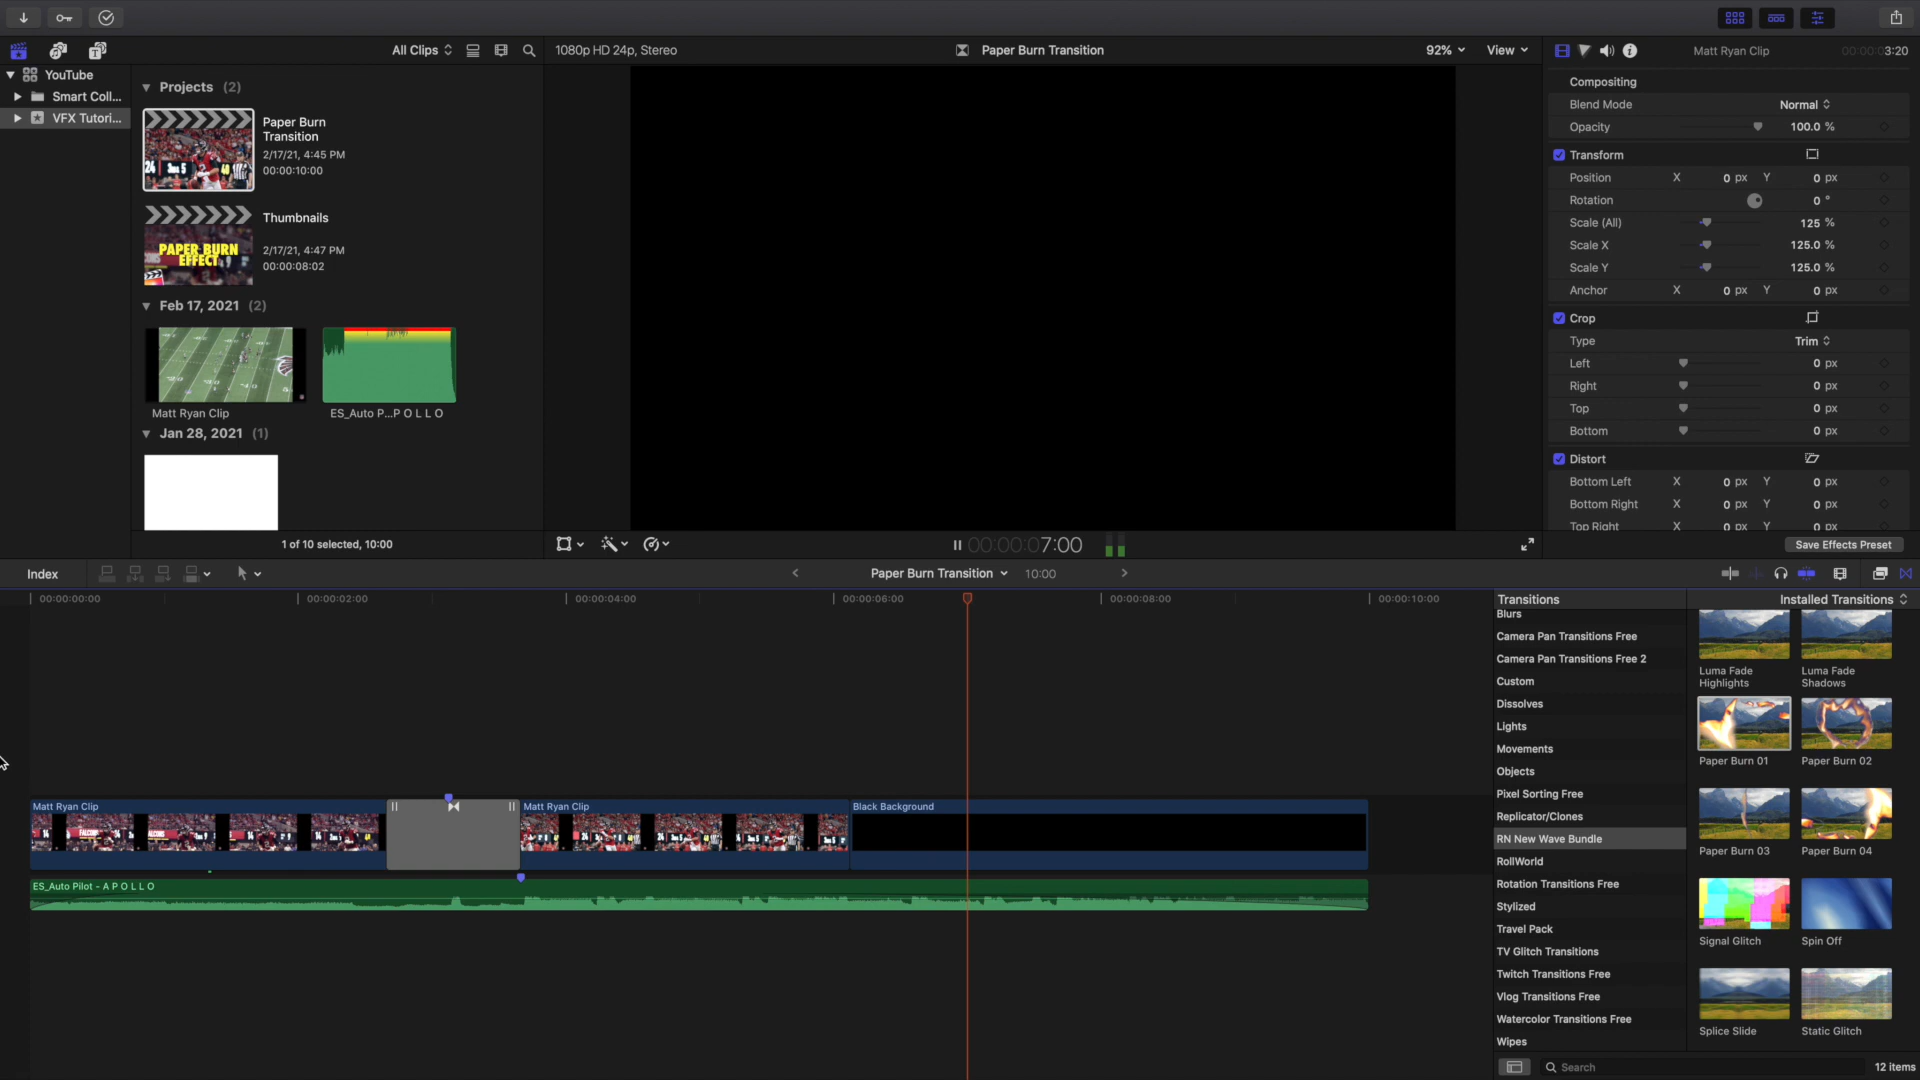 All Clips
1080p HD 24p, Stereo
Paper Burn Transition
92%
View
Matt Ryan Clip
00:00:03:20
YouTube
Smart Coll...
VFX Tutori...
Projects (2)
Paper Burn
Transition
2/17/21, 4:45 PM
00:00:10:00
Thumbnails
2/17/21, 4:47 PM
00:00:08:02
PAPER BURN
EFFECT
Feb 17, 2021 (2)
Matt Ryan Clip
ES_Auto P...P O L L O
Jan 28, 2021 (1)
1 of 10 selected, 10:00
00:00:07:00
Compositing
Blend Mode Normal
Opacity 100.0 %
Transform
Position X 0 px Y 0 px
Rotation 0 °
Scale (All) 125 %
Scale X 125.0 %
Scale Y 125.0 %
Anchor X 0 px Y 0 px
Crop
Type Trim
Left 0 px
Right 0 px
Top 0 px
Bottom 0 px
Distort
Bottom Left X 0 px Y 0 px
Bottom Right X 0 px Y 0 px
Top Right X 0 px Y 0 px
Save Effects Preset
Index
Paper Burn Transition
10:00
00:00:00:00
00:00:02:00
00:00:04:00
00:00:06:00
00:00:08:00
00:00:10:00
Matt Ryan Clip
Matt Ryan Clip
Black Background
ES_Auto Pilot - A P O L L O
Transitions
Installed Transitions
Blurs
Camera Pan Transitions Free
Camera Pan Transitions Free 2
Custom
Dissolves
Lights
Movements
Objects
Pixel Sorting Free
Replicator/Clones
RN New Wave Bundle
RollWorld
Rotation Transitions Free
Stylized
Travel Pack
TV Glitch Transitions
Twitch Transitions Free
Vlog Transitions Free
Watercolor Transitions Free
Wipes
Luma Fade
Highlights
Luma Fade
Shadows
Paper Burn 01
Paper Burn 02
Paper Burn 03
Paper Burn 04
Signal Glitch
Spin Off
Splice Slide
Static Glitch
Search
12 items